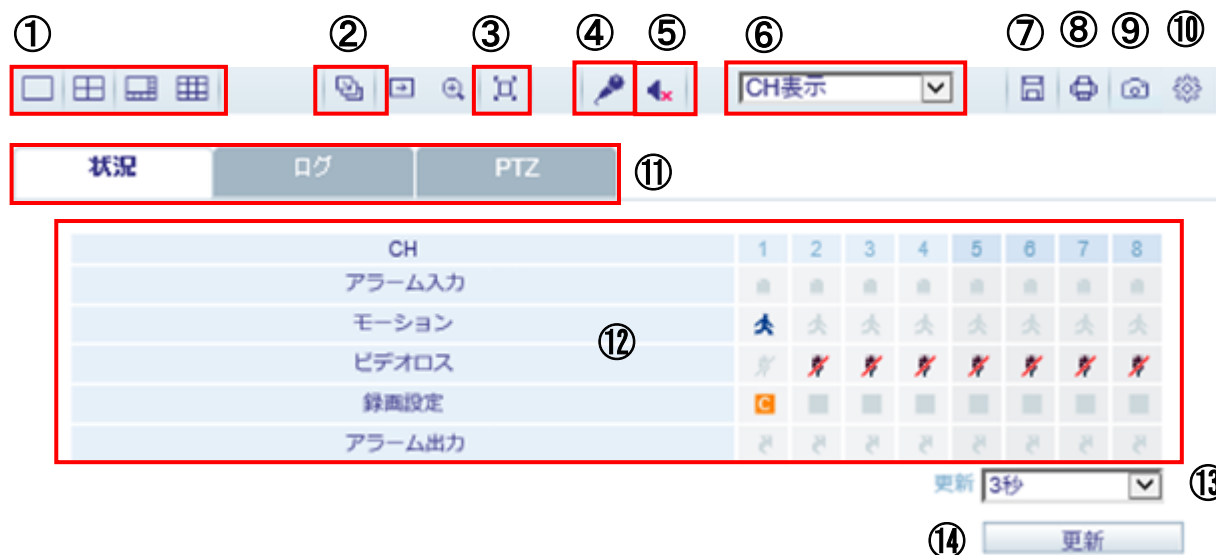 ① ② ③ ④ ⑤ ⑥ ⑦ ⑧ ⑨ ⑩
CH表示
状況 ログ PTZ ⑪
CH 1 2 3 4 5 6 7 8
アラーム入力
モーション
⑫
ビデオロス
録画設定 C
アラーム出力
更新 3秒 ⑬
⑭ 更新